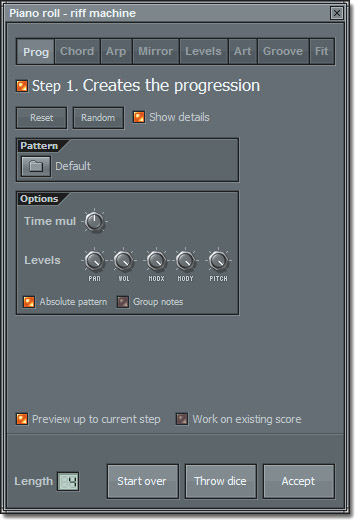 Piano roll - riff machine
Prog Chord Arp Mirror Levels Art Groove Fit
Step 1. Creates the progression
Reset Random Show details
Pattern
Default
Options
Time mul
Levels
PAN VOL MODX MODY PITCH
Absolute pattern Group notes
Preview up to current step Work on existing score
Length 4 Start over Throw dice Accept